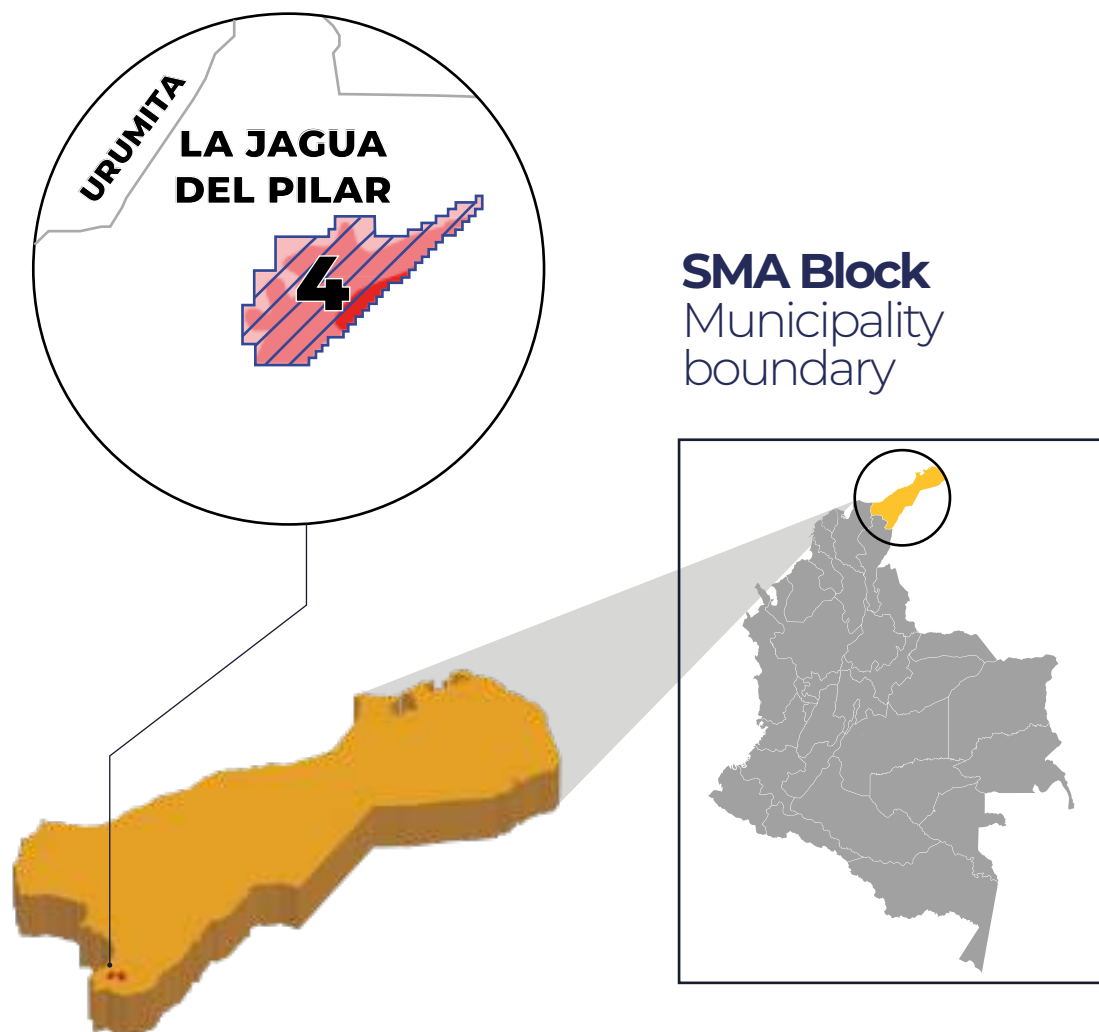 URUMITA
LA JAGUA
DEL PILAR
4
SMA Block
Municipality
boundary